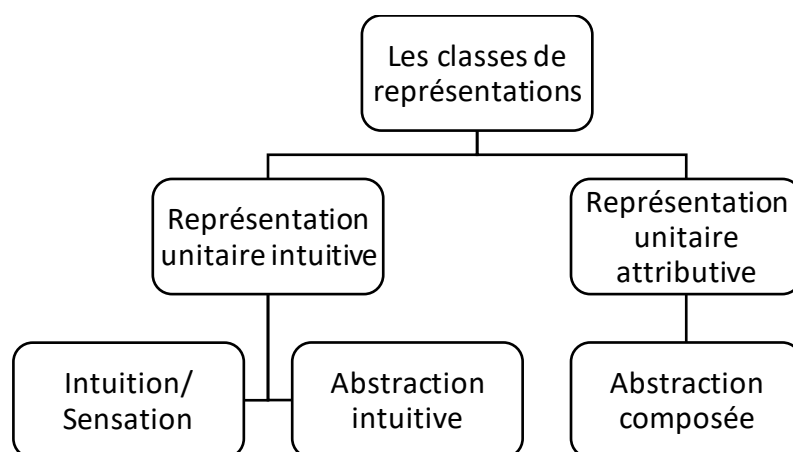 Les classes de
représentations
Représentation
unitaire intuitive
Représentation
unitaire
attributive
Intuition/
Sensation
Abstraction
intuitive
Abstraction
composée